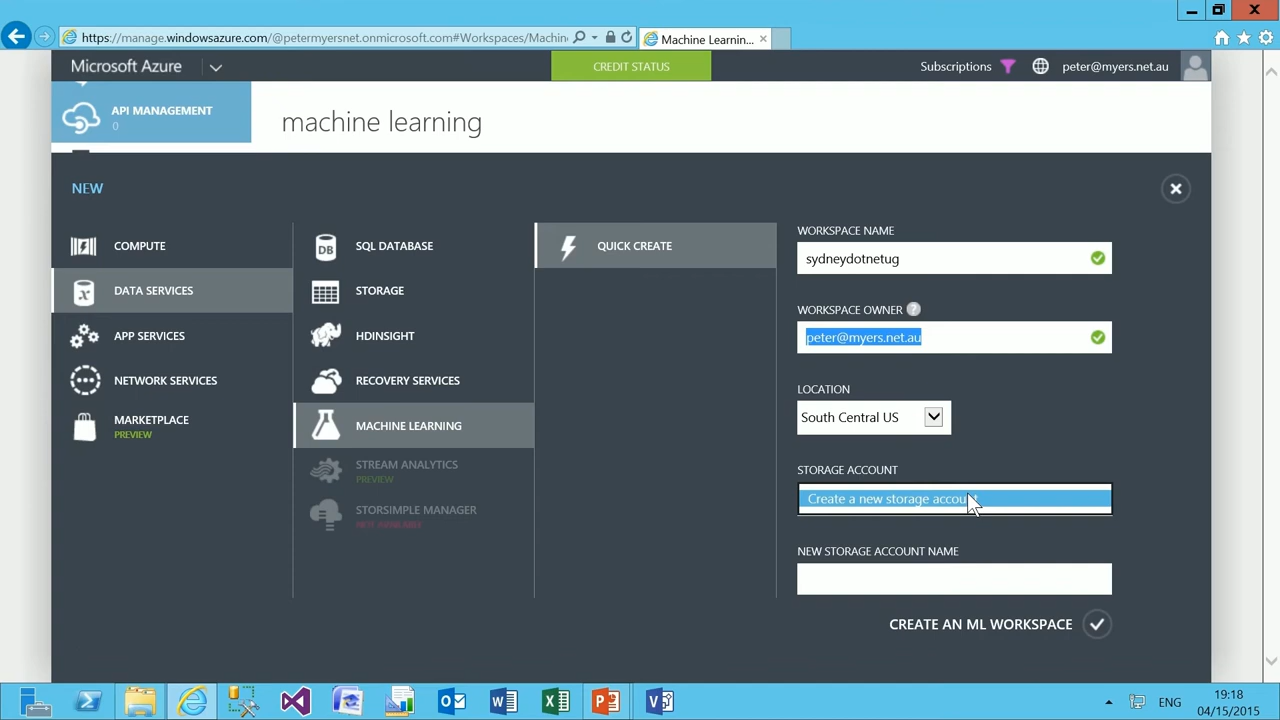 https://manage.windowsazure.com/@petermyersnet.onmicrosoft.com#Workspaces/Machin
Machine Learnin...
Microsoft Azure
CREDIT STATUS
Subscriptions
peter@myers.net.au
API MANAGEMENT
0
machine learning
NEW
COMPUTE
DATA SERVICES
APP SERVICES
NETWORK SERVICES
MARKETPLACE
PREVIEW
SQL DATABASE
STORAGE
HDINSIGHT
RECOVERY SERVICES
MACHINE LEARNING
STREAM ANALYTICS
PREVIEW
STORSIMPLE MANAGER
NOT AVAILABLE
QUICK CREATE
WORKSPACE NAME
sydneydotnetug
WORKSPACE OWNER ?
peter@myers.net.au
LOCATION
South Central US
STORAGE ACCOUNT
Create a new storage account
NEW STORAGE ACCOUNT NAME
CREATE AN ML WORKSPACE
ENG
19:18
04/15/2015